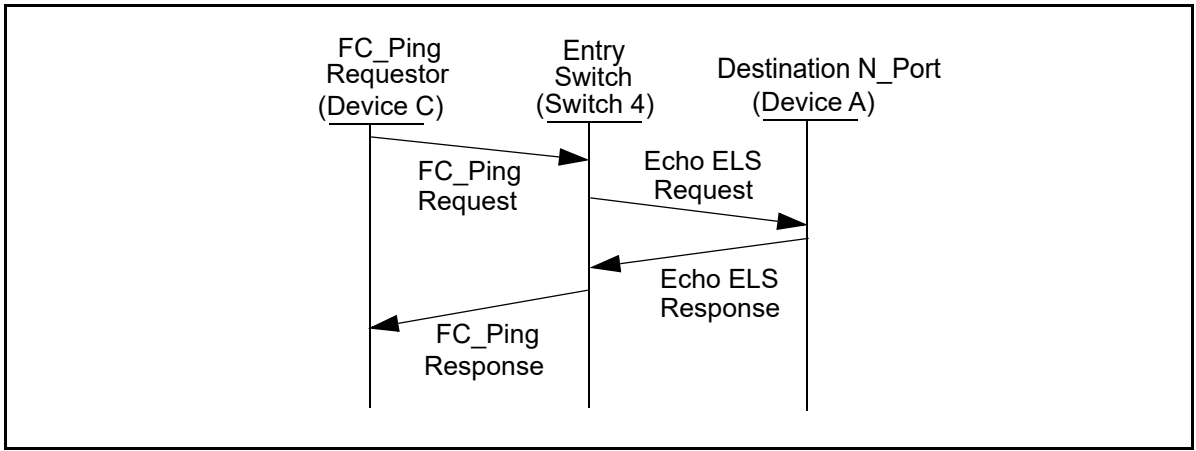 FC_Ping
Requestor
(Device C)
Entry
Switch
(Switch 4)
Destination N_Port
(Device A)
FC_Ping
Request
Echo ELS
Request
Echo ELS
Response
FC_Ping
Response